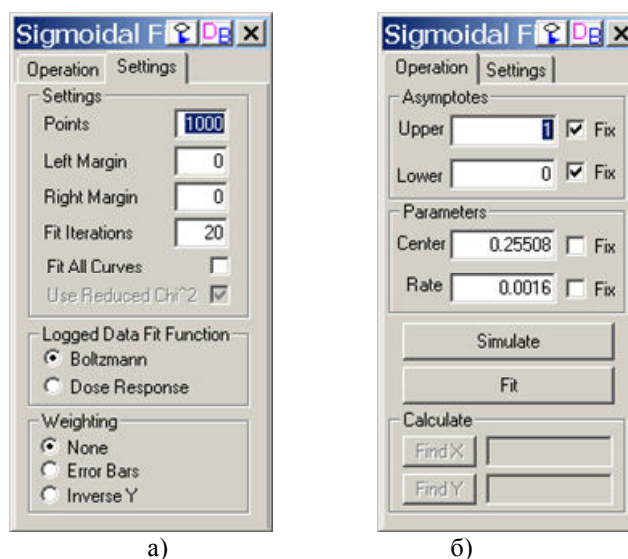 Sigmoidal Fi
Operation Settings
Settings
Points 1000
Left Margin 0
Right Margin 0
Fit Iterations 20
Fit All Curves
Use Reduced Chi^2
Logged Data Fit Function
Boltzmann
Dose Response
Weighting
None
Error Bars
Inverse Y
а)
Sigmoidal F
Operation Settings
Asymptotes
Upper 1 Fix
Lower 0 Fix
Parameters
Center 0.25508 Fix
Rate 0.0016 Fix
Simulate
Fit
Calculate
Find X
Find Y
б)